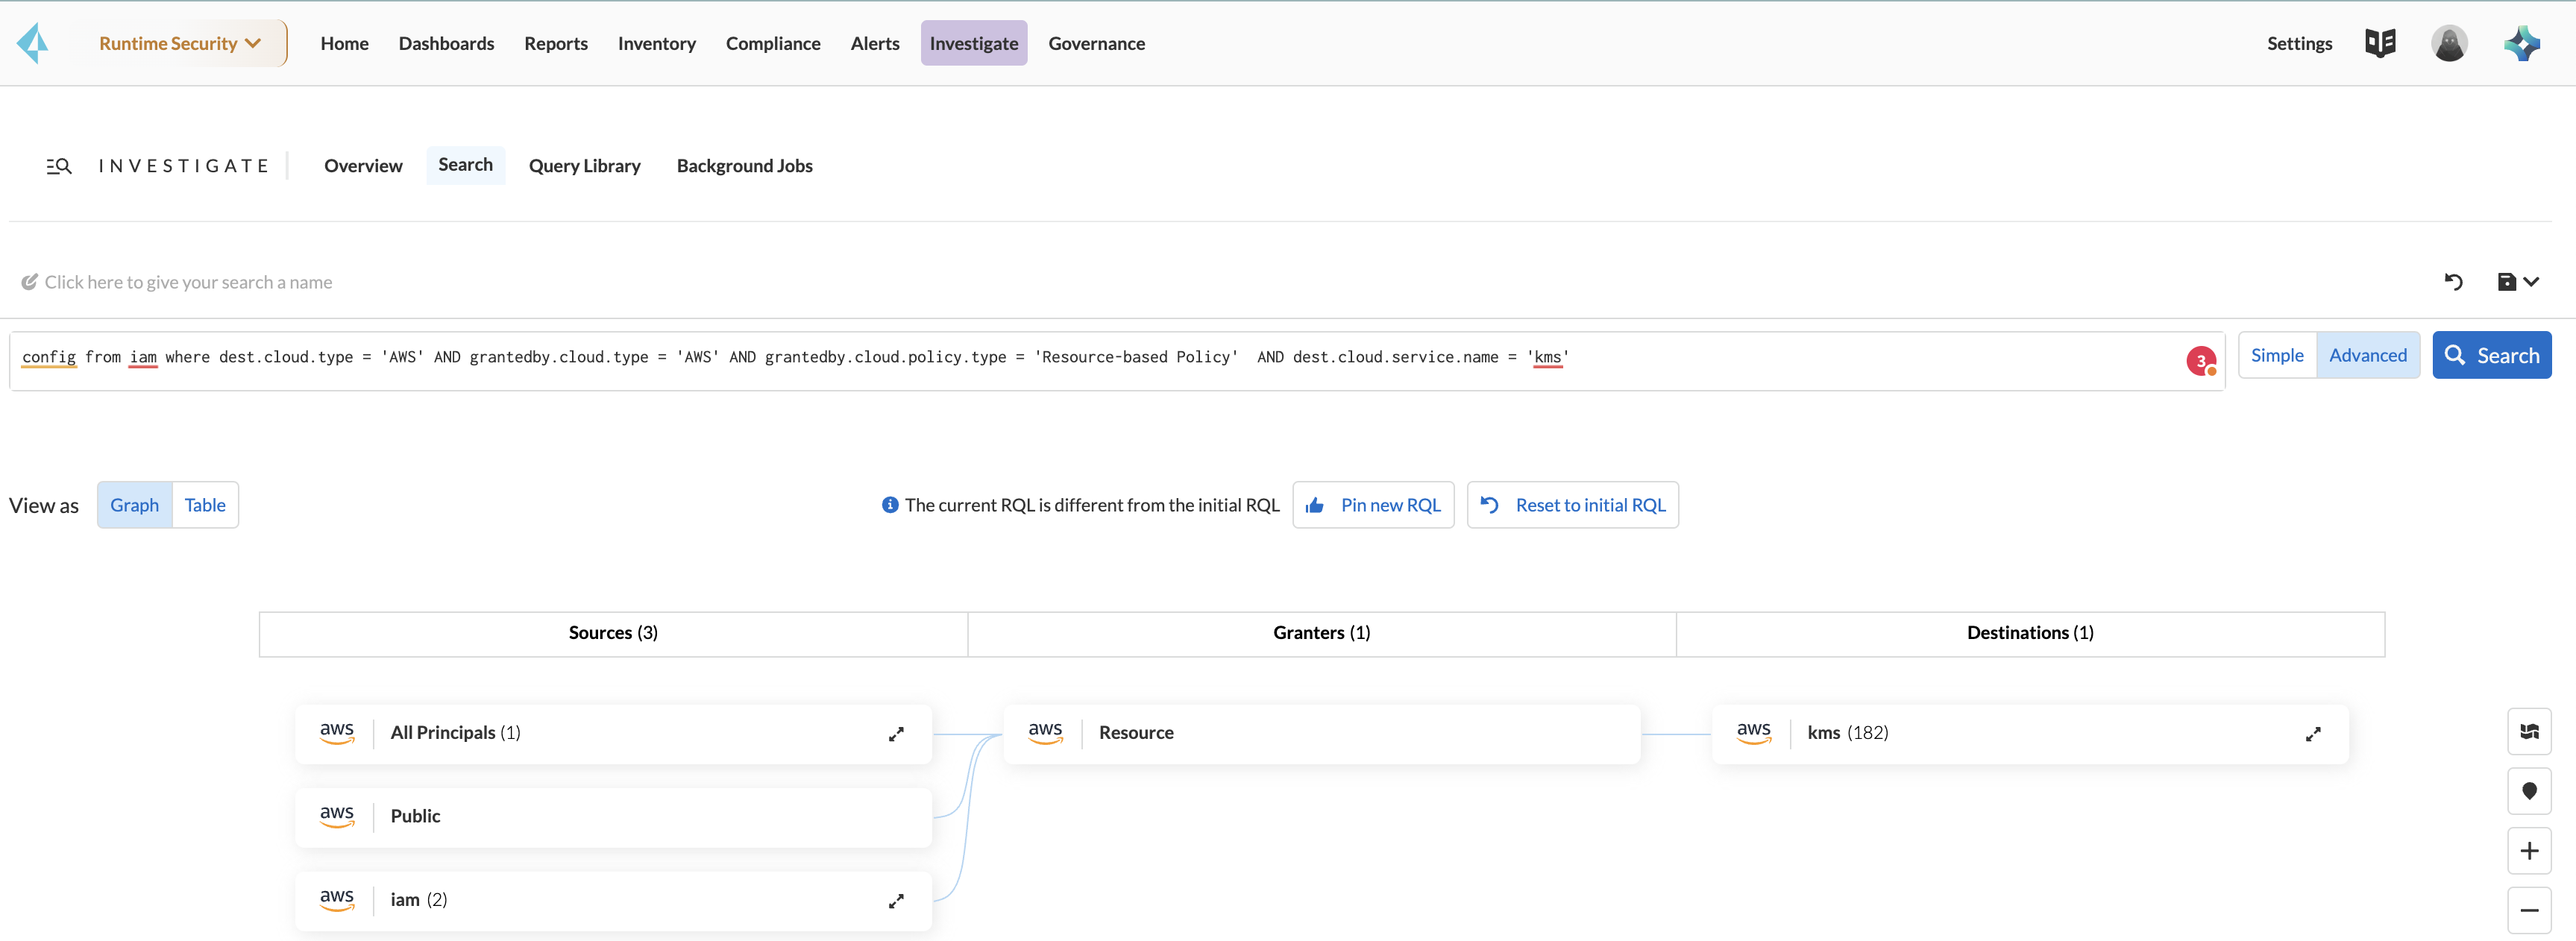 Runtime Security Home Dashboards Reports Inventory Compliance Alerts Investigate Governance Settings
INVESTIGATE Overview Search Query Library Background Jobs
Click here to give your search a name
config from iam where dest.cloud.type = 'AWS' AND grantedby.cloud.type = 'AWS' AND grantedby.cloud.policy.type = 'Resource-based Policy'  AND dest.cloud.service.name = 'kms' 3 Simple Advanced Search
View as Graph Table The current RQL is different from the initial RQL Pin new RQL Reset to initial RQL
Sources (3) Granters (1) Destinations (1)
aws All Principals (1) aws Resource aws kms (182)
aws Public
aws iam (2)